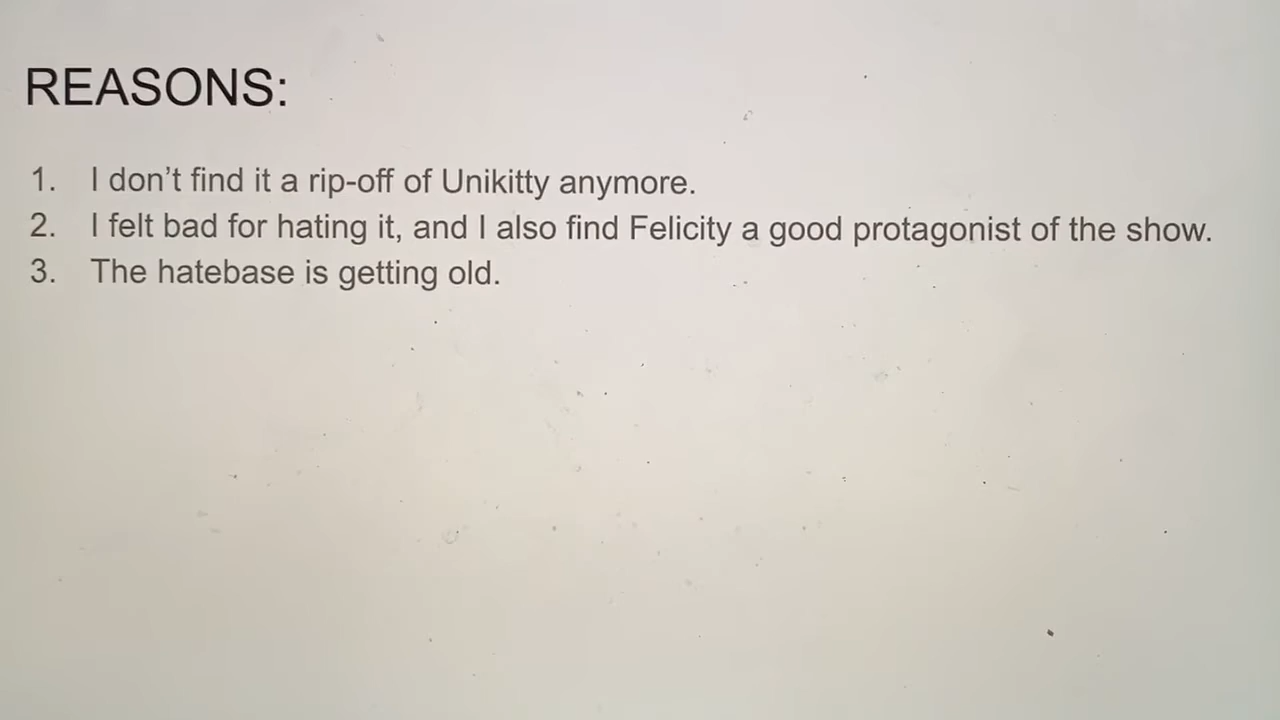 REASONS:
1. I don't find it a rip-off of Unikitty anymore.
2. I felt bad for hating it, and I also find Felicity a good protagonist of the show.
3. The hatebase is getting old.